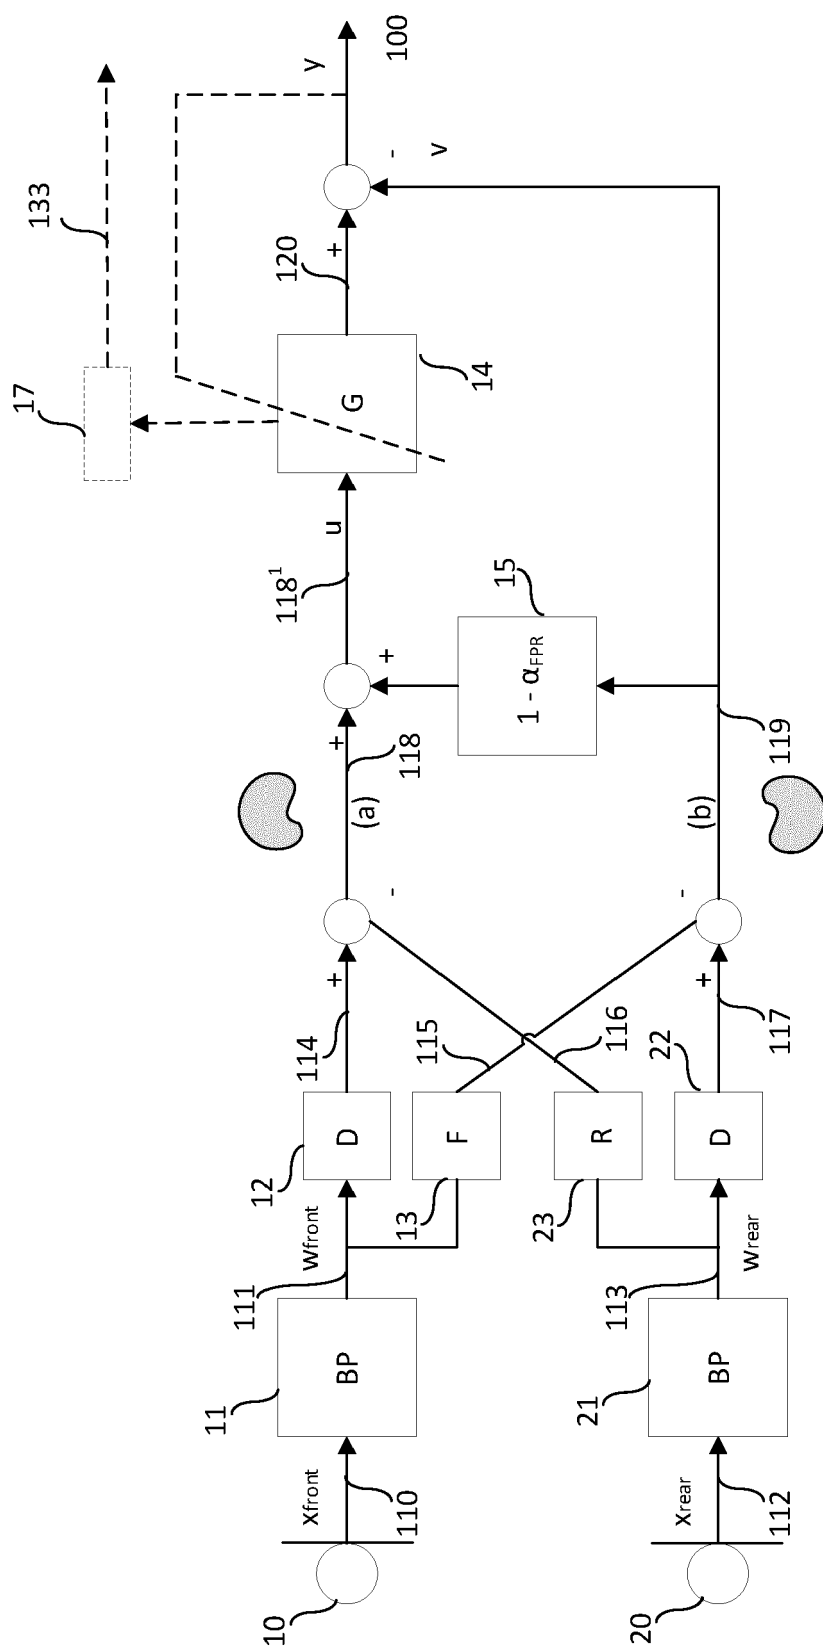 17
133
y
100
-
v
+
120
G
14
u
118¹
15
+
1 - αFPR
+
118
119
(a)
(b)
-
-
+
114
115
116
+
117
12
D
F
13
R
23
D
22
Wfront
111
Wrear
113
11
BP
21
BP
Xfront
110
Xrear
112
10
20